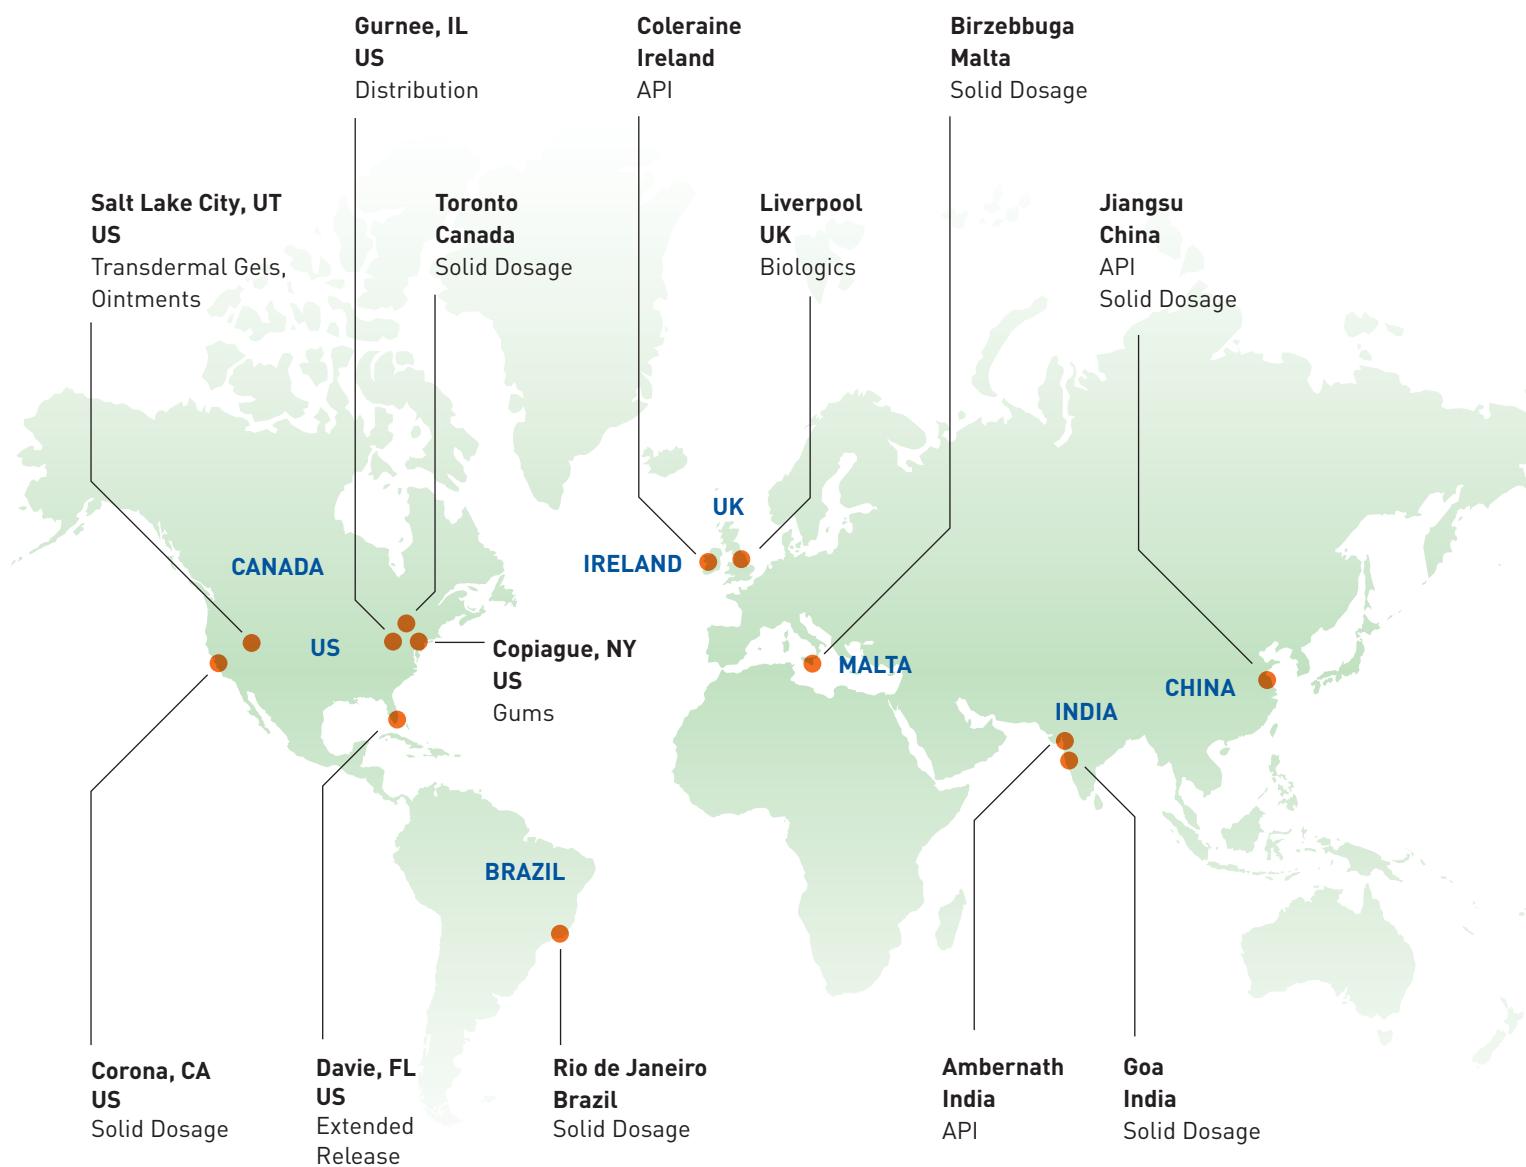 Gurnee, IL
US
Distribution
Coleraine
Ireland
API
Birzebbuga
Malta
Solid Dosage
Salt Lake City, UT
US
Transdermal Gels,
Ointments
Toronto
Canada
Solid Dosage
Liverpool
UK
Biologics
Jiangsu
China
API
Solid Dosage
UK
CANADA
IRELAND
US
Copiague, NY
US
Gums
MALTA
CHINA
INDIA
BRAZIL
Corona, CA
US
Solid Dosage
Davie, FL
US
Extended
Release
Rio de Janeiro
Brazil
Solid Dosage
Ambernath
India
API
Goa
India
Solid Dosage